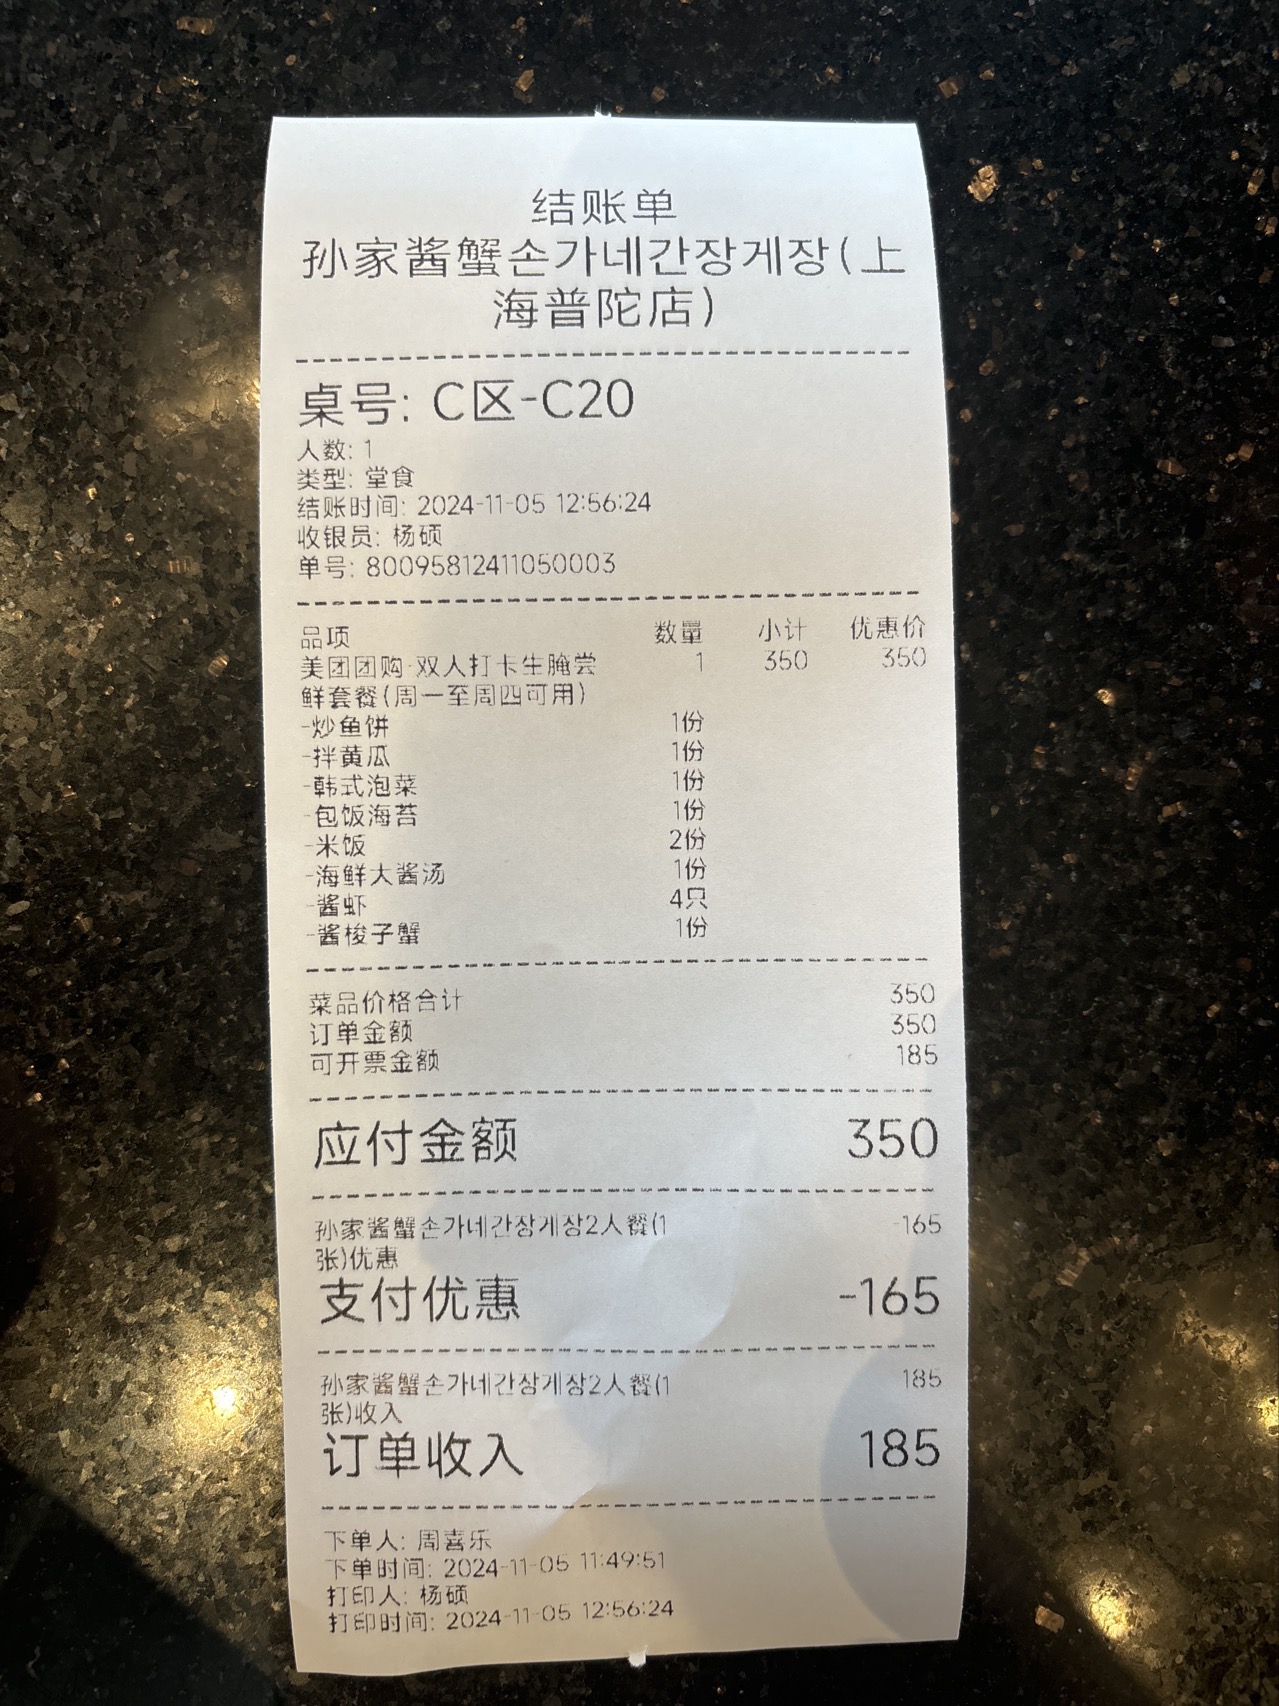 结账单
孙家酱蟹손가네간장게장(上
海普陀店)
桌号: C区-C20
人数: 1
类型: 堂食
结账时间: 2024-11-05 12:56:24
收银员: 杨硕
单号: 80095812411050003
品项 数量 小计 优惠价
美团团购-双人打卡生腌尝 1 350 350
鲜套餐(周一至周四可用)
-炒鱼饼 1份
-拌黄瓜 1份
-韩式泡菜 1份
-包饭海苔 1份
-米饭 2份
-海鲜大酱汤 1份
-酱虾 4只
-酱梭子蟹 1份
菜品价格合计 350
订单金额 350
可开票金额 185
应付金额 350
孙家酱蟹손가네간장게장2人餐(1 -165
张)优惠
支付优惠 -165
孙家酱蟹손가네간장게장2人餐(1 185
张)收入
订单收入 185
下单人: 周喜乐
下单时间: 2024-11-05 11:49:51
打印人: 杨硕
打印时间: 2024-11-05 12:56:24